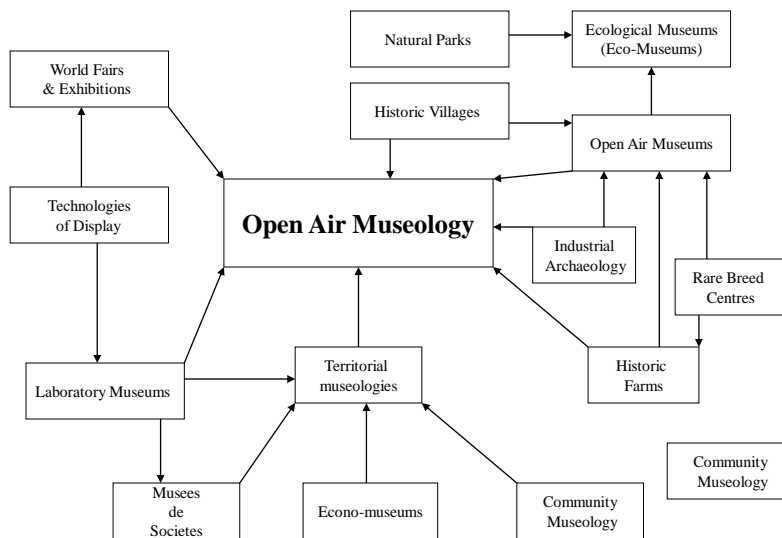 Natural Parks
Ecological Museums
(Eco-Museums)
World Fairs
& Exhibitions
Historic Villages
Open Air Museums
Technologies
of Display
Open Air Museology
Industrial
Archaeology
Rare Breed
Centres
Laboratory Museums
Territorial
museologies
Historic
Farms
Community
Museology
Musees
de
Societes
Econo-museums
Community
Museology